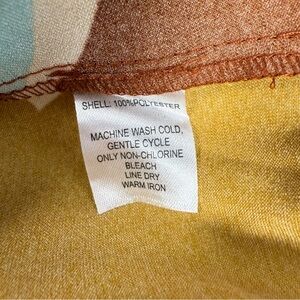 SHELL: 100%POLYESTER
MACHINE WASH COLD,
GENTLE CYCLE
ONLY NON-CHLORINE
BLEACH
LINE DRY
WARM IRON